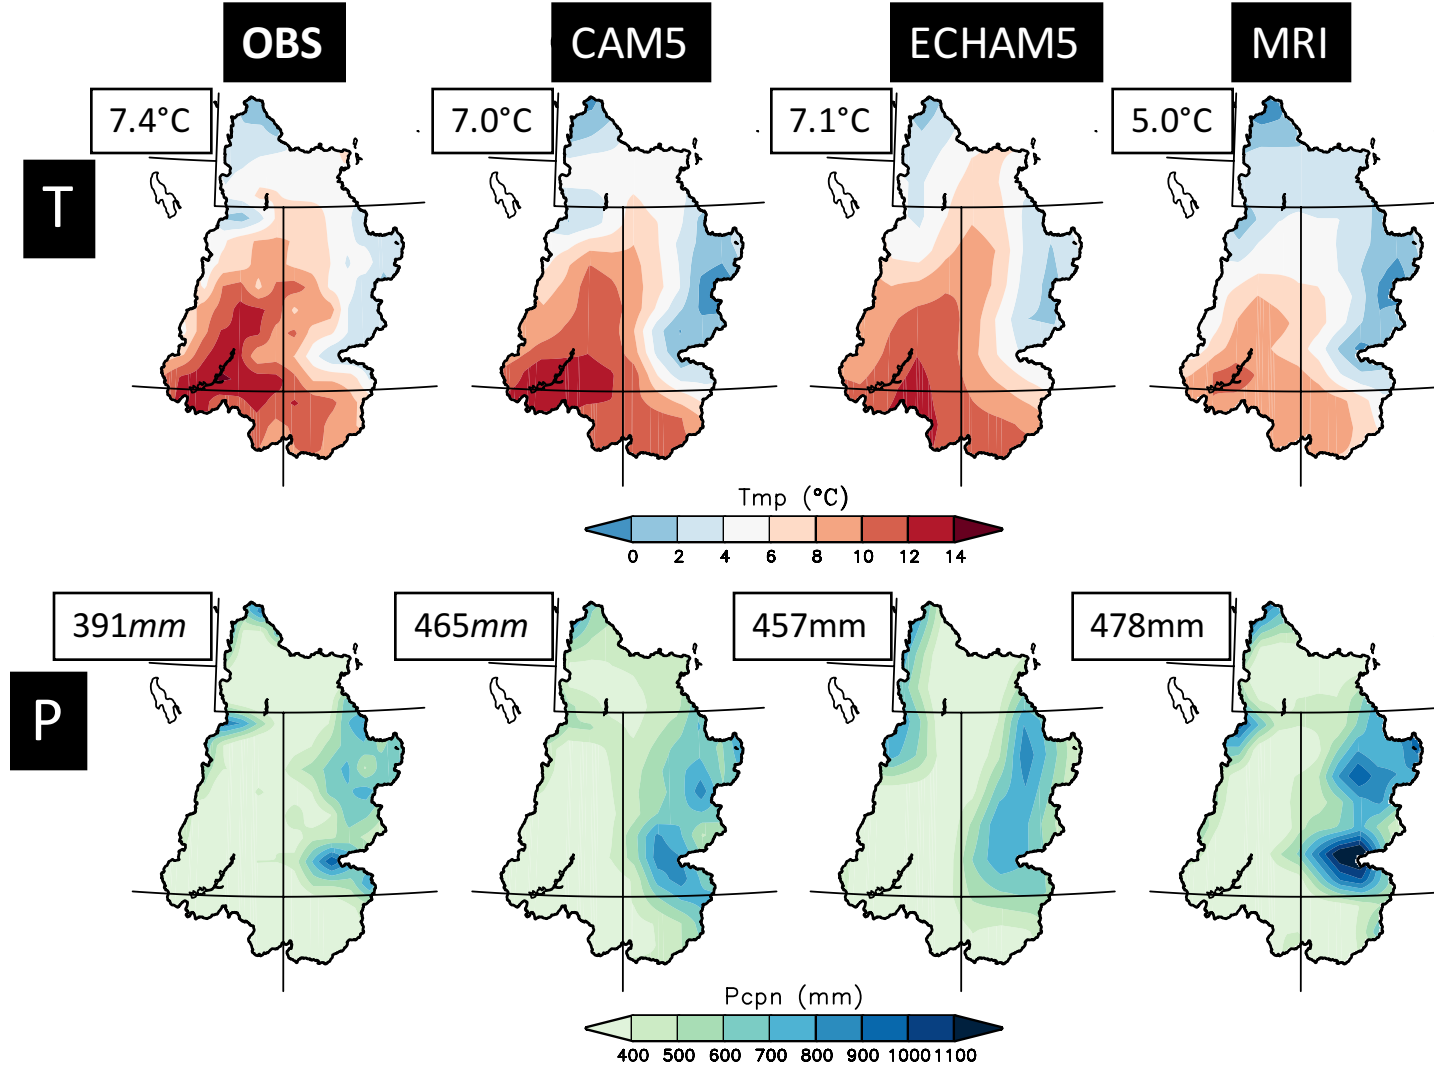 OBS CAM5 ECHAM5 MRI
7.4°C 7.0°C 7.1°C 5.0°C
T
Tmp (°C)
0 2 4 6 8 10 12 14
391mm 465mm 457mm 478mm
P
Pcpn (mm)
400 500 600 700 800 900 1000 1100